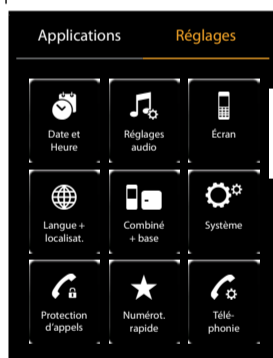 Applications Réglages
Date et
Heure
Réglages
audio
Écran
Langue +
localisat.
Combiné
+ base
Système
Protection
d'appels
Numérot.
rapide
Télé-
phonie